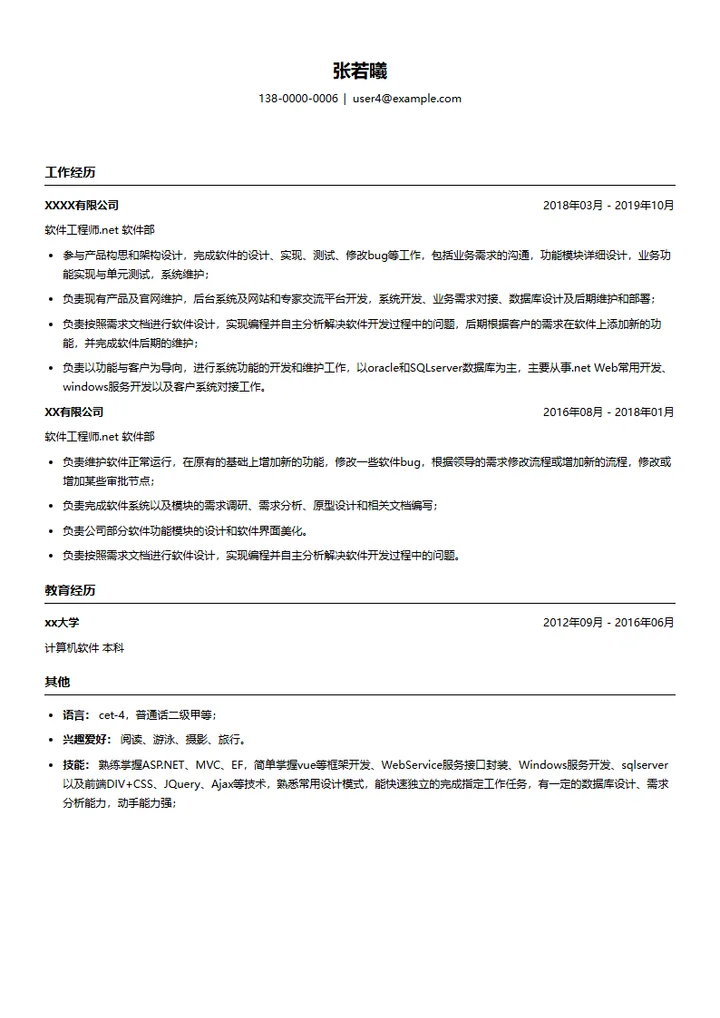 张若曦
138-0000-0006 | user4@example.com
工作经历
XXXX有限公司 2018年03月 - 2019年10月
软件工程师.net 软件部
• 参与产品构思和架构设计，完成软件的设计、实现、测试、修改bug等工作，包括业务需求的沟通，功能模块详细设计，业务功
能实现与单元测试，系统维护；
• 负责现有产品及官网维护，后台系统及网站和专家交流平台开发，系统开发、业务需求对接、数据库设计及后期维护和部署；
• 负责按照需求文档进行软件设计，实现编程并自主分析解决软件开发过程中的问题，后期根据客户的需求在软件上添加新的功
能，并完成软件后期的维护；
• 负责以功能与客户为导向，进行系统功能的开发和维护工作，以oracle和SQLserver数据库为主，主要从事.net Web常用开发、
windows服务开发以及客户系统对接工作。
XX有限公司 2016年08月 - 2018年01月
软件工程师.net 软件部
• 负责维护软件正常运行，在原有的基础上增加新的功能，修改一些软件bug，根据领导的需求修改流程或增加新的流程，修改或
增加某些审批节点；
• 负责完成软件系统以及模块的需求调研、需求分析、原型设计和相关文档编写；
• 负责公司部分软件功能模块的设计和软件界面美化。
• 负责按照需求文档进行软件设计，实现编程并自主分析解决软件开发过程中的问题。
教育经历
xx大学 2012年09月 - 2016年06月
计算机软件 本科
其他
• 语言： cet-4，普通话二级甲等；
• 兴趣爱好： 阅读、游泳、摄影、旅行。
• 技能： 熟练掌握ASP.NET、MVC、EF，简单掌握vue等框架开发、WebService服务接口封装、Windows服务开发、sqlserver
以及前端DIV+CSS、JQuery、Ajax等技术，熟悉常用设计模式，能快速独立的完成指定工作任务，有一定的数据库设计、需求
分析能力，动手能力强；